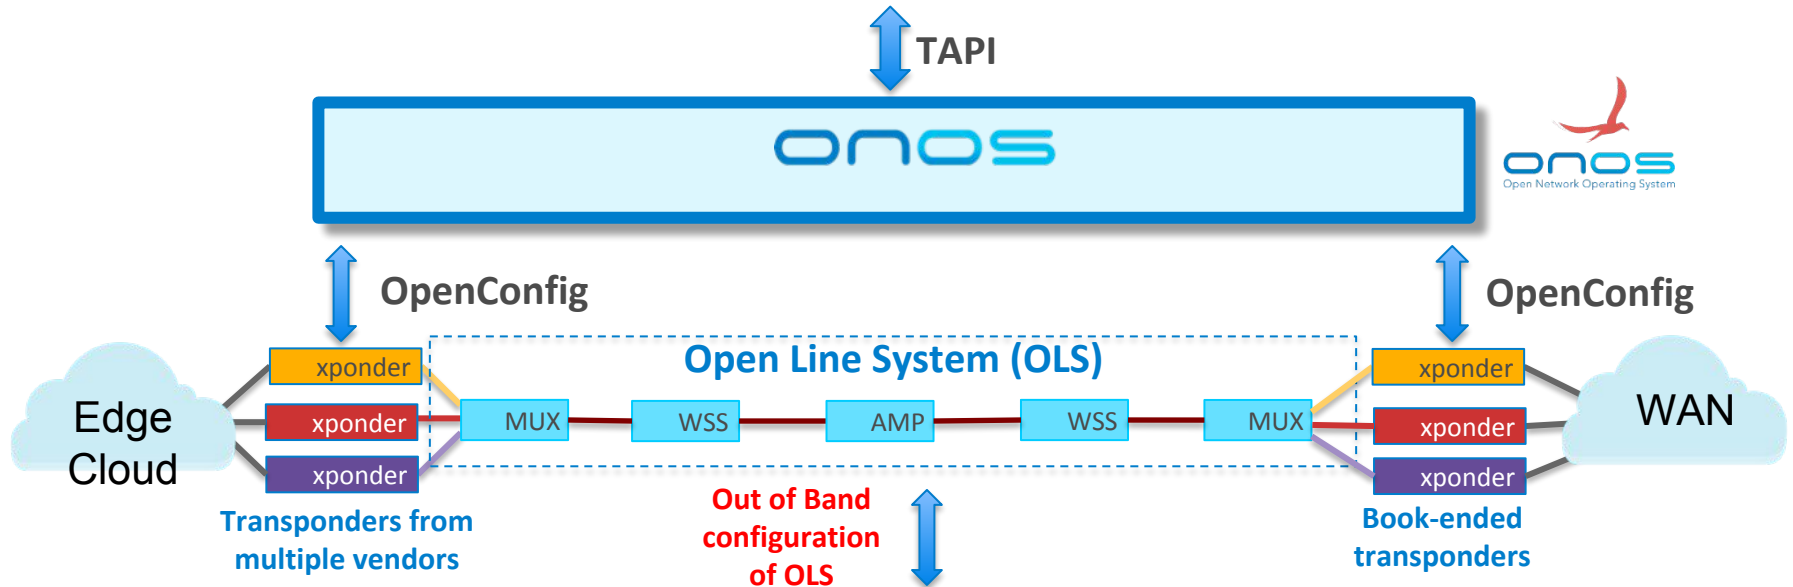 TAPI
onos
onos
Open Network Operating System
OpenConfig
OpenConfig
Open Line System (OLS)
Edge
Cloud
xponder
xponder
xponder
MUX
WSS
AMP
WSS
MUX
xponder
xponder
xponder
WAN
Transponders from
multiple vendors
Out of Band
configuration
of OLS
Book-ended
transponders